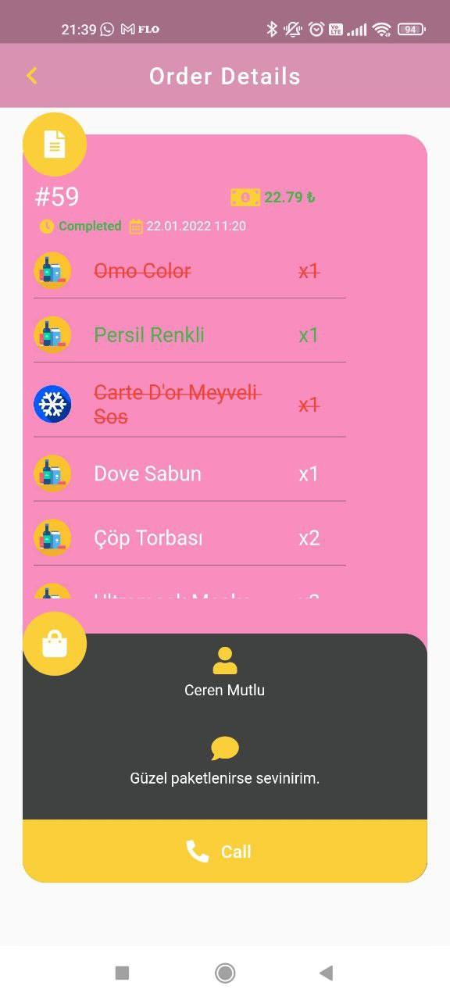 21:39 FLO Vo LTE 94
Order Details
#59 22.79 ₺
Completed 22.01.2022 11:20
Omo Color x1
Persil Renkli x1
Carte D'or Meyveli
Sos x1
Dove Sabun x1
Çöp Torbası x2
Ceren Mutlu
Güzel paketlenirse sevinirim.
Call